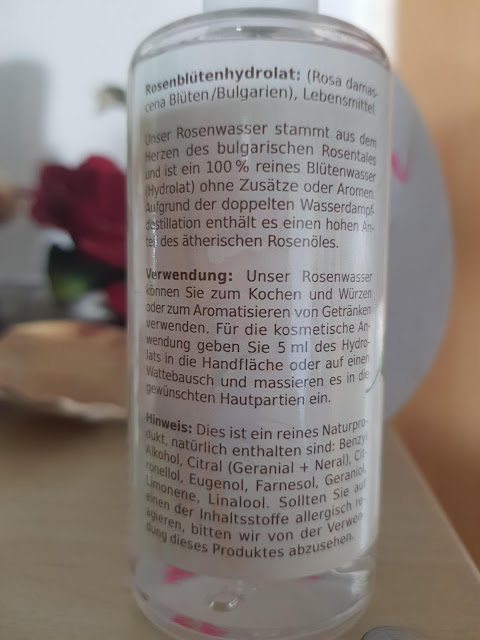 Rosenblütenhydrolat: (Rosa damas-
cena Blüten/Bulgarien), Lebensmittel
Unser Rosenwasser stammt aus dem
Herzen des bulgarischen Rosentales
und ist ein 100 % reines Blütenwasser
(Hydrolat) ohne Zusätze oder Aromen.
Aufgrund der doppelten Wasserdampf-
destillation enthält es einen hohen An-
teil des ätherischen Rosenöles.
Verwendung: Unser Rosenwasser
können Sie zum Kochen und Würzen
oder zum Aromatisieren von Getränken
verwenden. Für die kosmetische An-
wendung geben Sie 5 ml des Hydro-
lats in die Handfläche oder auf einen
Wattebausch und massieren es in die
gewünschten Hautpartien ein.
Hinweis: Dies ist ein reines Naturpro-
dukt, natürlich enthalten sind: Benzyl
Alkohol, Citral (Geranial + Neral), Cit-
ronellol, Eugenol, Farnesol, Geraniol,
Limonene, Linalool. Sollten Sie auf
einen der Inhaltsstoffe allergisch re-
agieren, bitten wir von der Verwen-
dung dieses Produktes abzusehen.